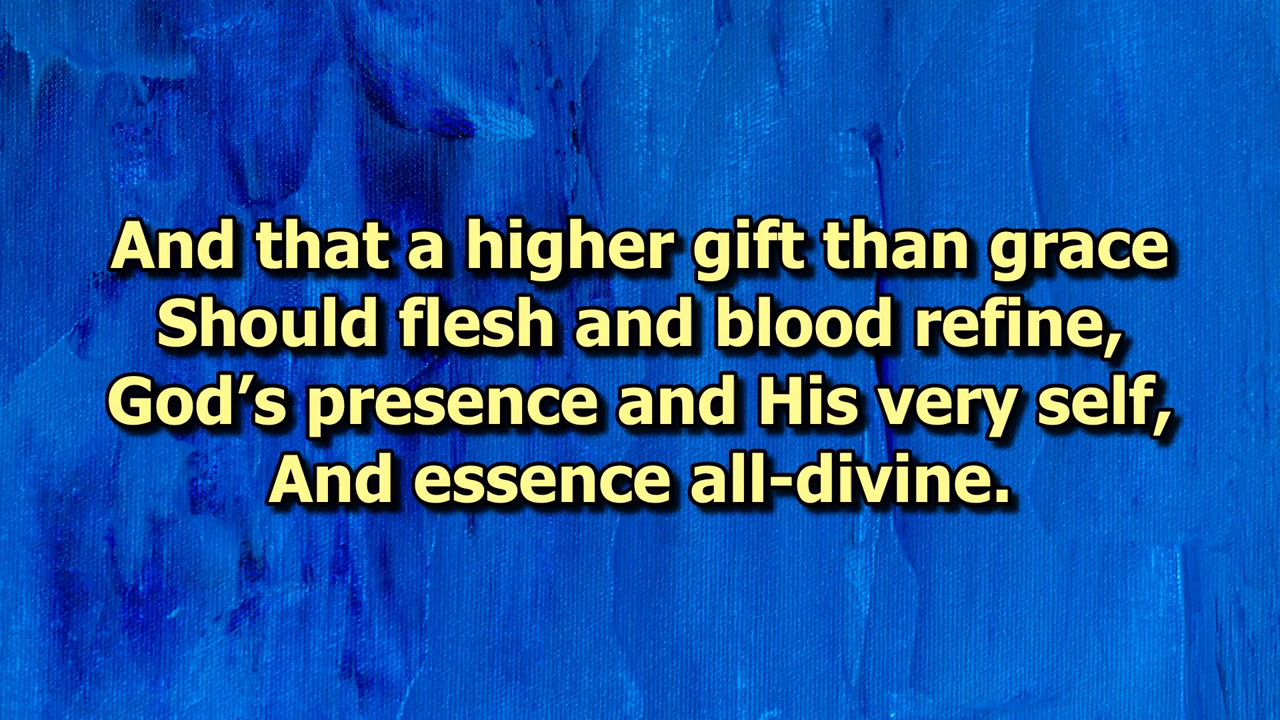 And that a higher gift than grace
Should flesh and blood refine,
God’s presence and His very self,
And essence all-divine.